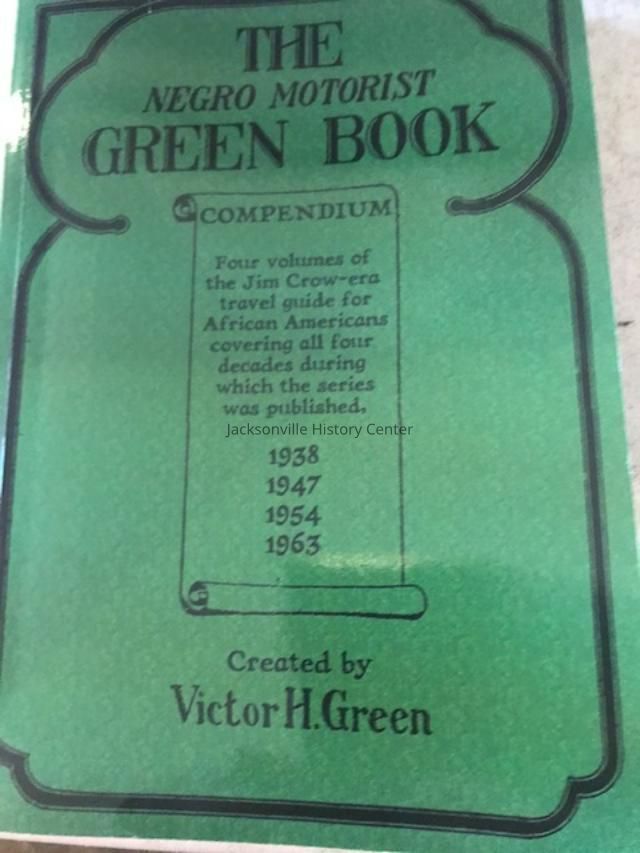 THE
NEGRO MOTORIST
GREEN BOOK
COMPENDIUM
Four volumes of
the Jim Crow-era
travel guide for
African Americans
covering all four
decades during
which the series
was published,
Jacksonville History Center
1938
1947
1954
1963
Created by
Victor H. Green